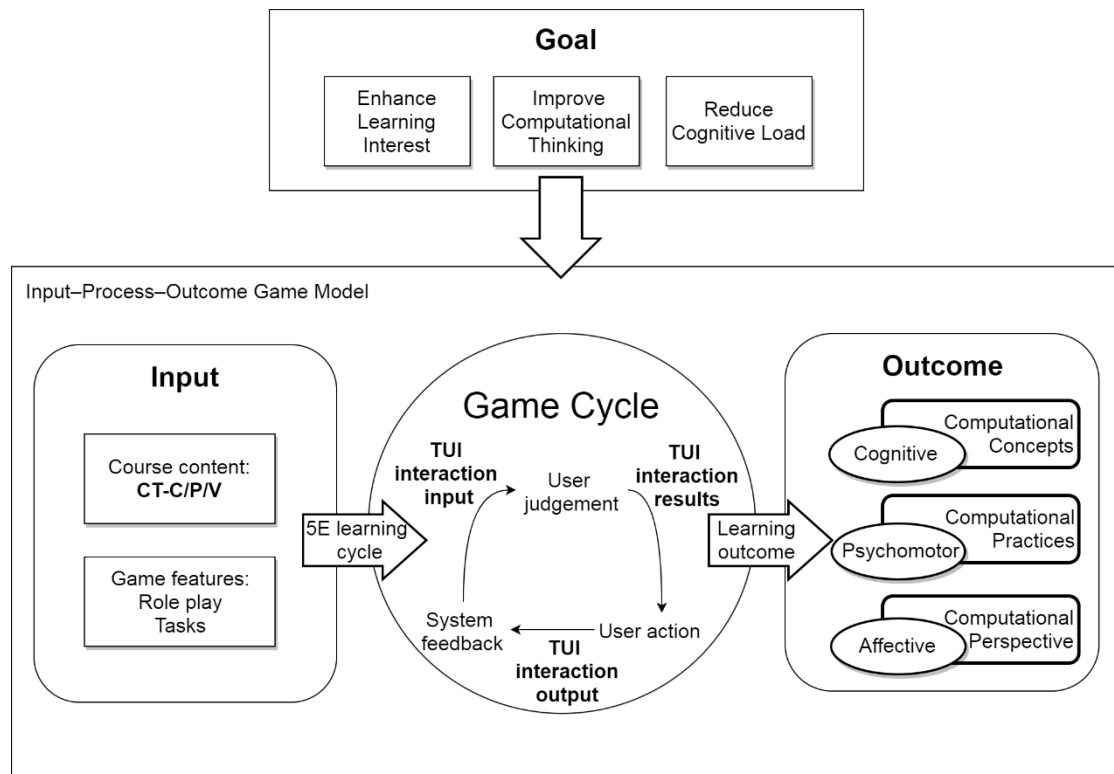 Goal
Enhance
Learning
Interest
Improve
Computational
Thinking
Reduce
Cognitive Load
Input–Process–Outcome Game Model
Input
Course content:
CT-C/P/V
Game features:
Role play
Tasks
5E learning
cycle
Game Cycle
TUI
interaction
input
User
judgement
TUI
interaction
results
User action
TUI
interaction
output
System
feedback
Learning
outcome
Outcome
Computational
Concepts
Cognitive
Computational
Practices
Psychomotor
Computational
Perspective
Affective